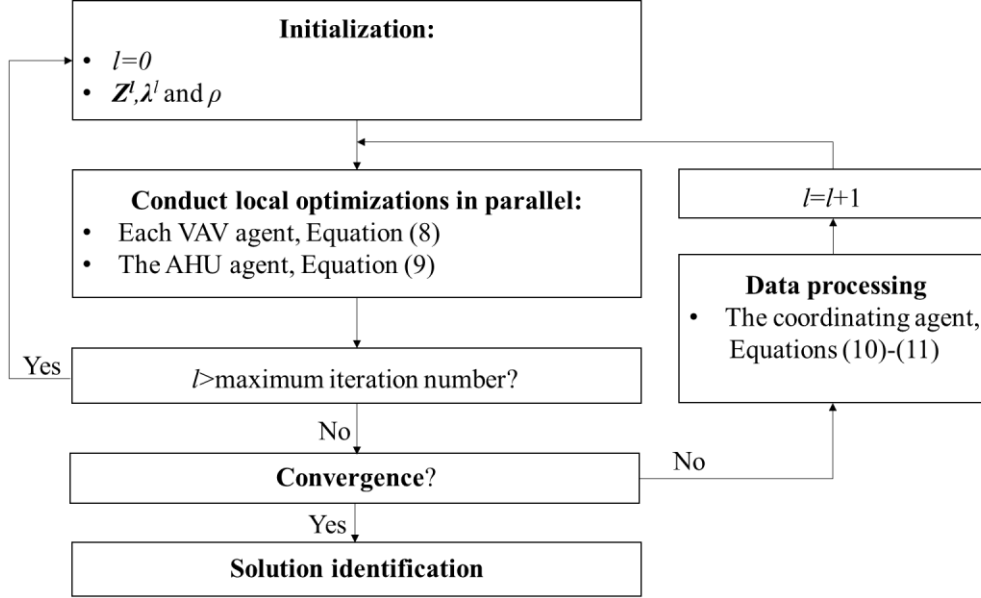 Initialization:
• l=0
• Z^l,λ^l and ρ
Conduct local optimizations in parallel:
• Each VAV agent, Equation (8)
• The AHU agent, Equation (9)
l=l+1
Data processing
• The coordinating agent,
Equations (10)-(11)
Yes
l>maximum iteration number?
No
Convergence?
No
Yes
Solution identification